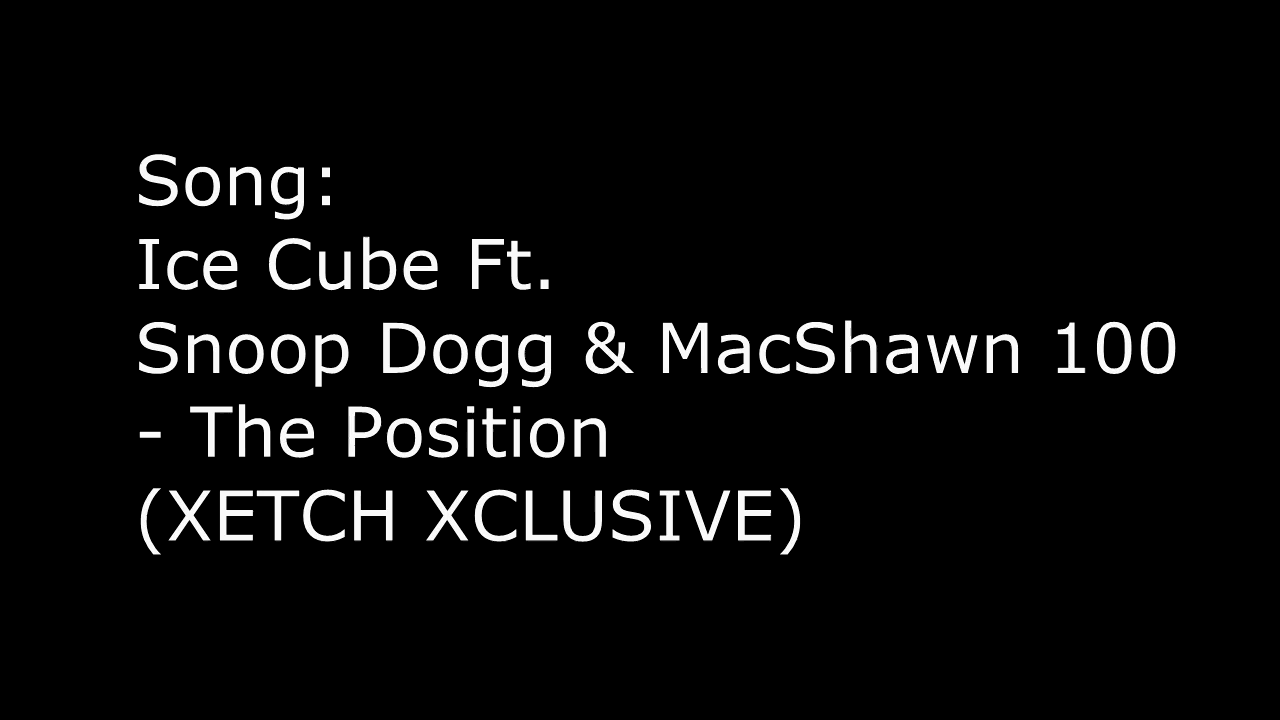 Song:
Ice Cube Ft.
Snoop Dogg & MacShawn 100
- The Position
(XETCH XCLUSIVE)